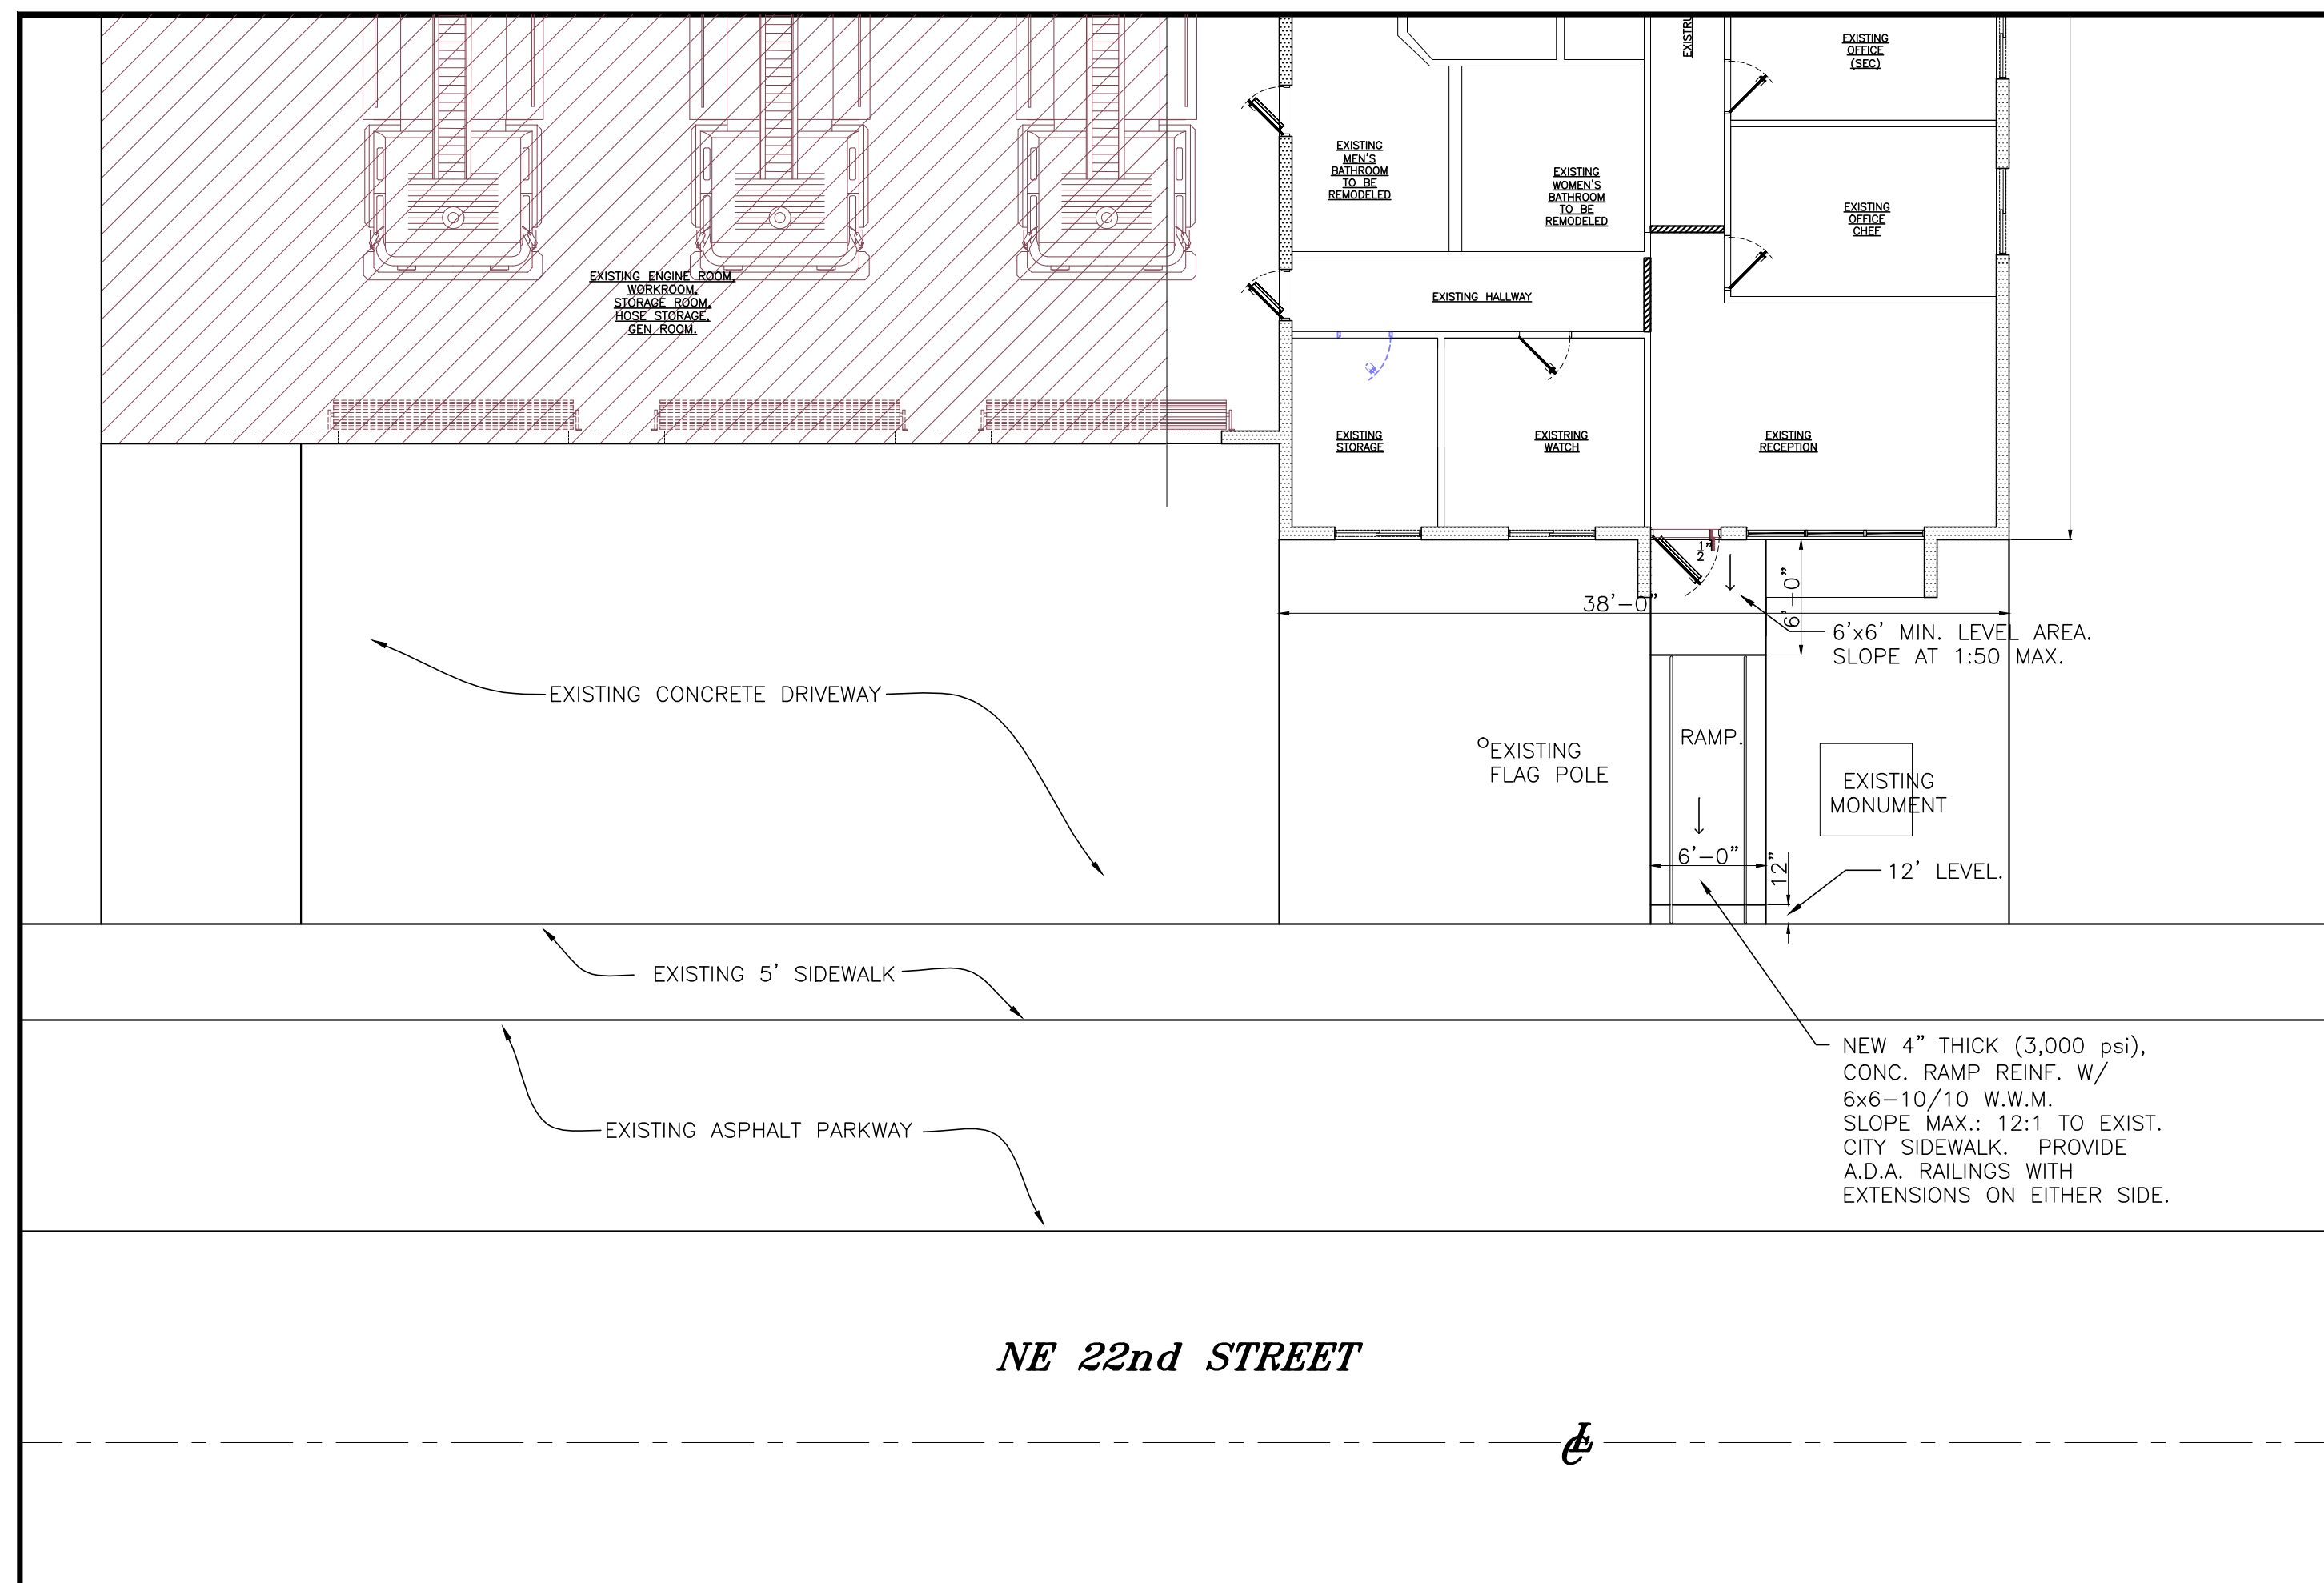 EXISTRU
EXISTING
OFFICE
(SEC)
EXISTING
MEN'S
BATHROOM
TO BE
REMODELED
EXISTING
WOMEN'S
BATHROOM
TO BE
REMODELED
EXISTING
OFFICE
CHEF
EXISTING ENGINE ROOM,
WORKROOM,
STORAGE ROOM,
HOSE STORAGE,
GEN ROOM.
EXISTING HALLWAY
EXISTING
STORAGE
EXISTRING
WATCH
EXISTING
RECEPTION
1/2"
38'-0"
6'-0"
6'x6' MIN. LEVEL AREA.
SLOPE AT 1:50 MAX.
EXISTING CONCRETE DRIVEWAY
EXISTING
FLAG POLE
RAMP.
EXISTING
MONUMENT
6'-0"
12"
12' LEVEL.
EXISTING 5' SIDEWALK
NEW 4" THICK (3,000 psi),
CONC. RAMP REINF. W/
6x6-10/10 W.W.M.
SLOPE MAX.: 12:1 TO EXIST.
CITY SIDEWALK. PROVIDE
A.D.A. RAILINGS WITH
EXTENSIONS ON EITHER SIDE.
EXISTING ASPHALT PARKWAY
NE 22nd STREET
CL